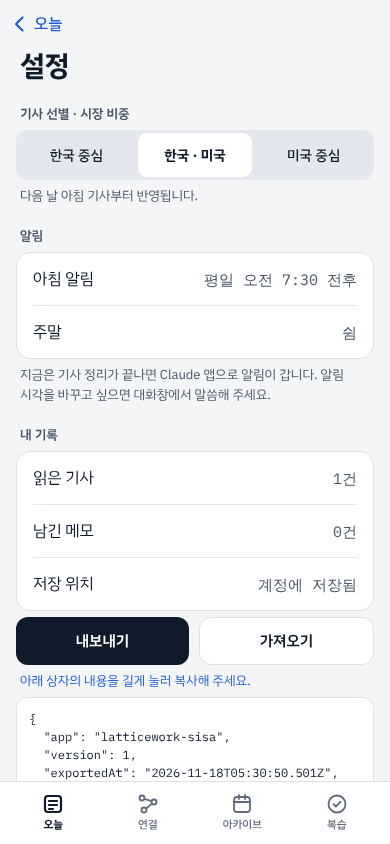 오늘
설정
기사 선별 · 시장 비중
한국 중심
한국 · 미국
미국 중심
다음 날 아침 기사부터 반영됩니다.
알림
아침 알림
평일 오전 7:30 전후
주말
쉼
지금은 기사 정리가 끝나면 Claude 앱으로 알림이 갑니다. 알림
시각을 바꾸고 싶으면 대화창에서 말씀해 주세요.
내 기록
읽은 기사
1건
남긴 메모
0건
저장 위치
계정에 저장됨
내보내기
가져오기
아래 상자의 내용을 길게 눌러 복사해 주세요.
{
"app": "latticework-sisa",
"version": 1,
"exportedAt": "2026-11-18T05:30:50.501Z",
오늘
연결
아카이브
복습